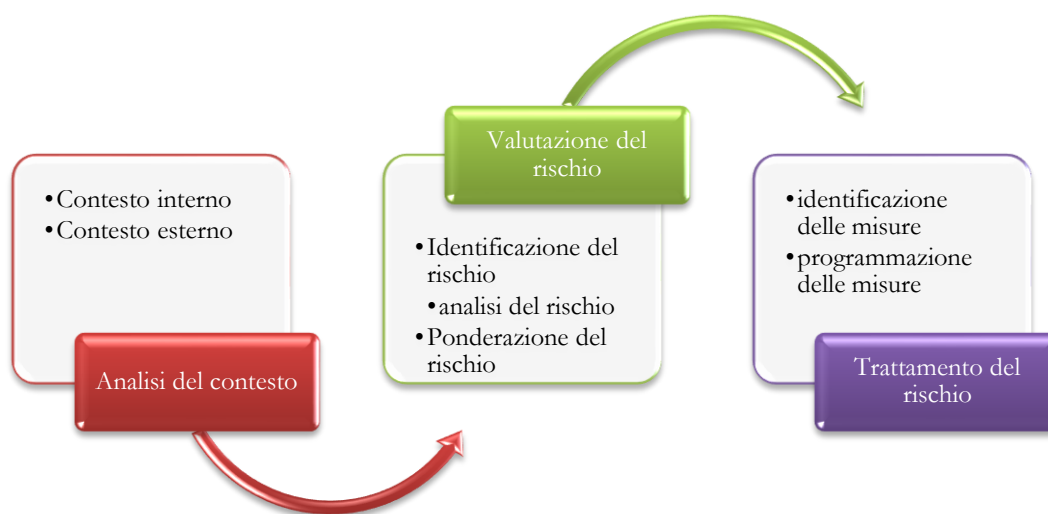 •Contesto interno
•Contesto esterno
Analisi del contesto
Valutazione del
rischio
•Identificazione del
rischio
•analisi del rischio
•Ponderazione del
rischio
•identificazione
delle misure
•programmazione
delle misure
Trattamento del
rischio